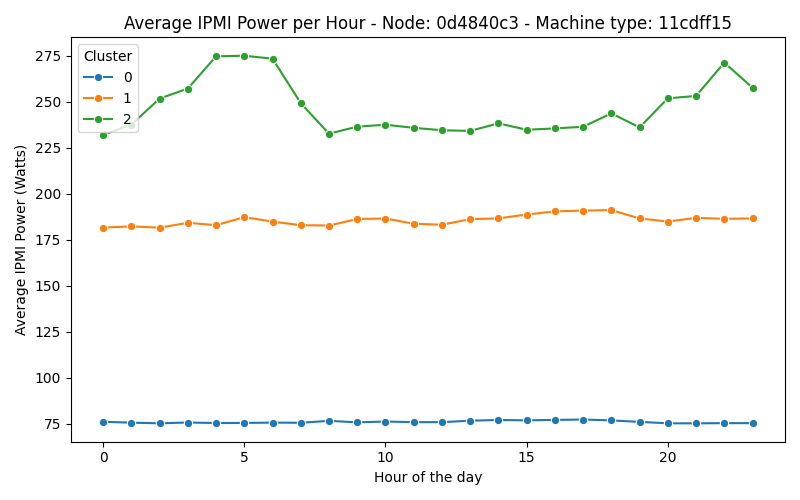 Average IPMI Power per Hour - Node: 0d4840c3 - Machine type: 11cdff15
Cluster
0
1
2
275
250
225
200
175
150
125
100
75
Average IPMI Power (Watts)
0 5 10 15 20
Hour of the day